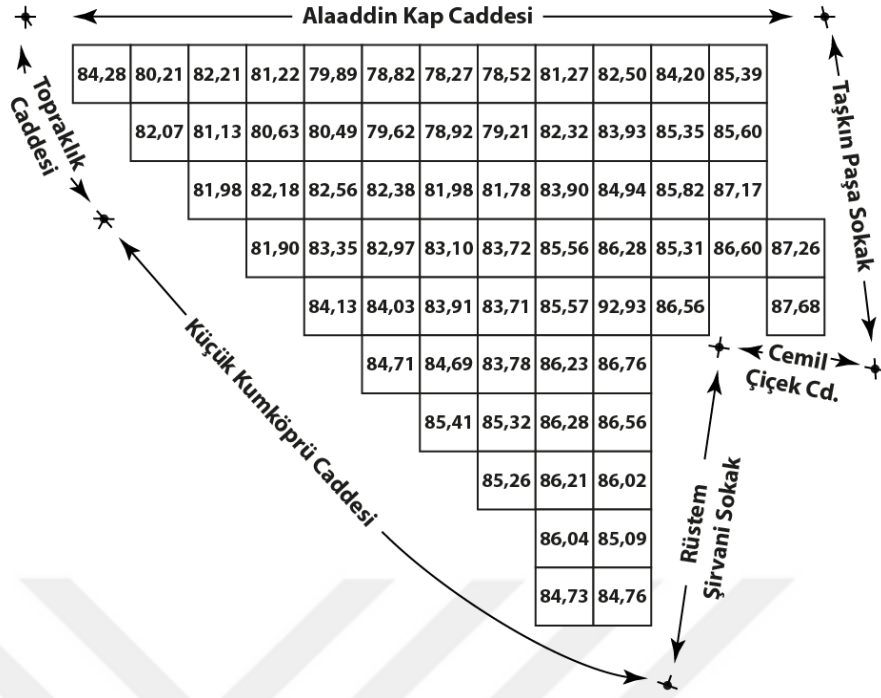 Alaaddin Kap Caddesi
84,28 80,21 82,21 81,22 79,89 78,82 78,27 78,52 81,27 82,50 84,20 85,39
82,07 81,13 80,63 80,49 79,62 78,92 79,21 82,32 83,93 85,35 85,60
81,98 82,18 82,56 82,38 81,98 81,78 83,90 84,94 85,82 87,17
81,90 83,35 82,97 83,10 83,72 85,56 86,28 85,31 86,60 87,26
84,13 84,03 83,91 83,71 85,57 92,93 86,56 87,68
84,71 84,69 83,78 86,23 86,76
85,41 85,32 86,28 86,56
85,26 86,21 86,02
86,04 85,09
84,73 84,76
Topraklık
Caddesi
Taşkın Paşa Sokak
Küçük Kumköprü Caddesi
Cemil
Çiçek Cd.
Rüstem
Şirvani Sokak